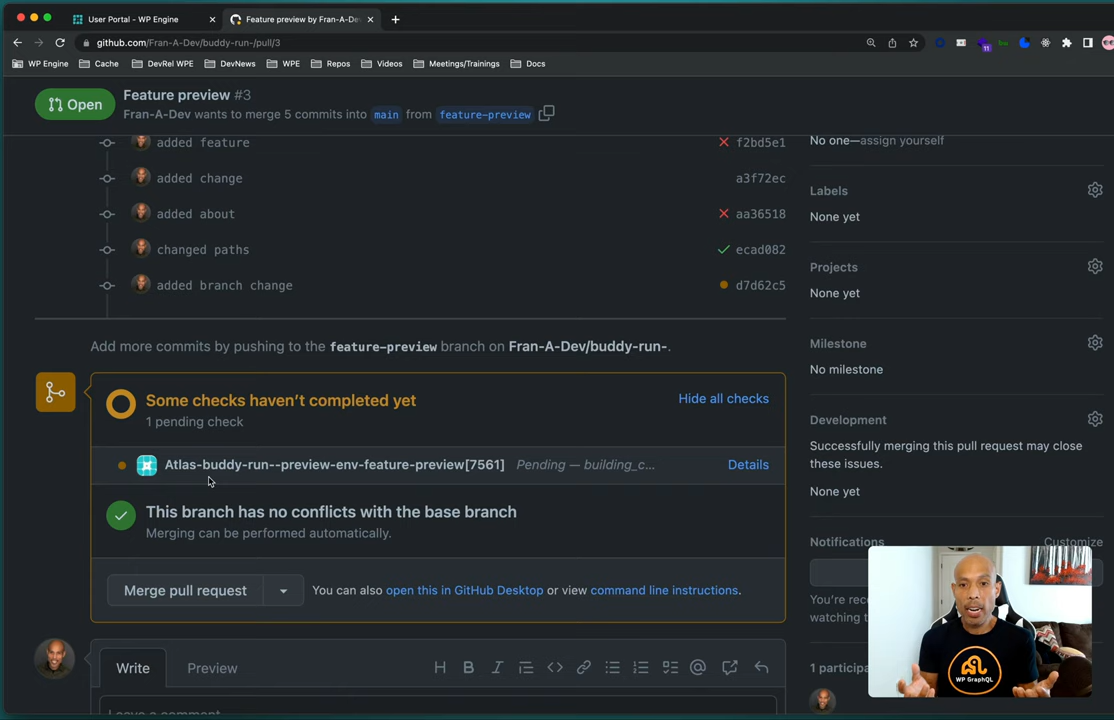 User Portal - WP Engine
Feature preview by Fran-A-De
github.com/Fran-A-Dev/buddy-run-/pull/3
11
WP Engine
Cache
DevRel WPE
DevNews
WPE
Repos
Videos
Meetings/Trainings
Docs
Open
Feature preview #3
Fran-A-Dev wants to merge 5 commits into main from feature-preview
added feature f2bd5e1
added change a3f72ec
added about aa36518
changed paths ecad082
added branch change d7d62c5
Add more commits by pushing to the feature-preview branch on Fran-A-Dev/buddy-run-.
Some checks haven't completed yet
Hide all checks
1 pending check
Atlas-buddy-run--preview-env-feature-preview[7561] Pending — building_c...
Details
This branch has no conflicts with the base branch
Merging can be performed automatically.
Merge pull request
You can also open this in GitHub Desktop or view command line instructions.
Write
Preview
Leave a comment
No one—assign yourself
Labels
None yet
Projects
None yet
Milestone
No milestone
Development
Successfully merging this pull request may close
these issues.
None yet
Notifications
Customize
You're rec
watching t
1 participa
WP GRAPHQL